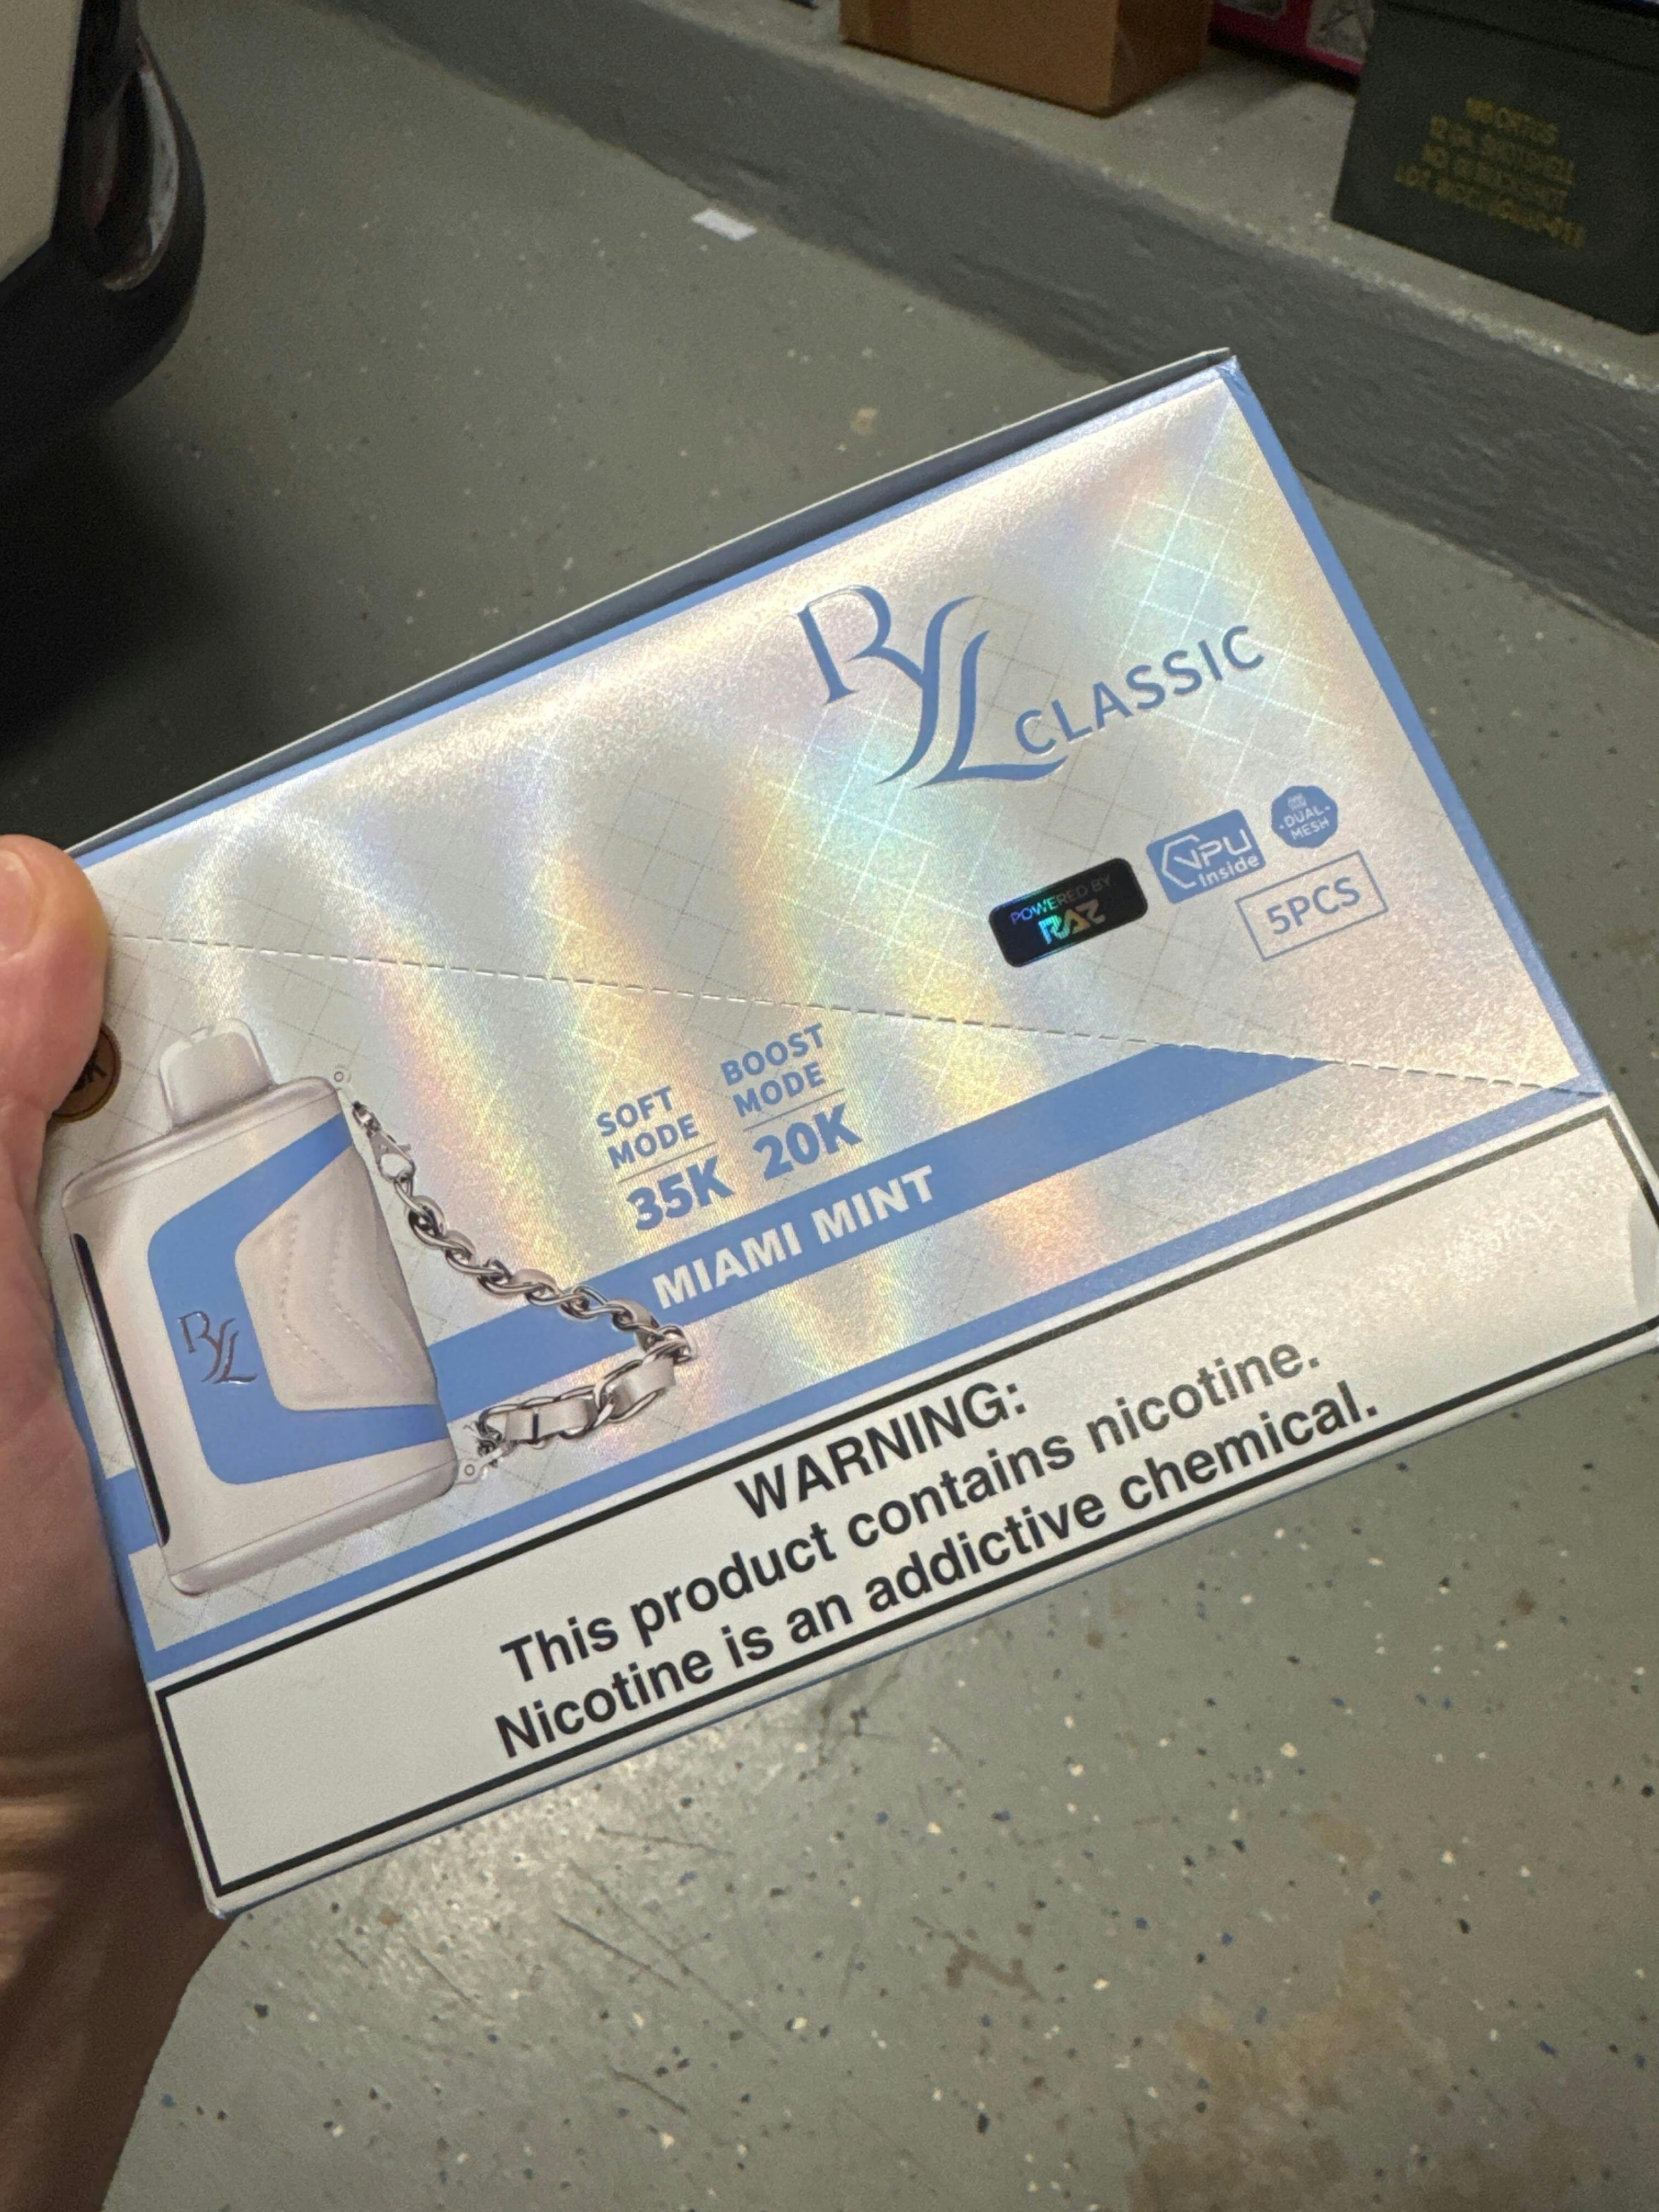 RYL CLASSIC
POWERED BY
RAZ
VPU
inside
DUAL
MESH
5PCS
SOFT
MODE
35K
BOOST
MODE
20K
MIAMI MINT
RYL
WARNING:
This product contains nicotine.
Nicotine is an addictive chemical.